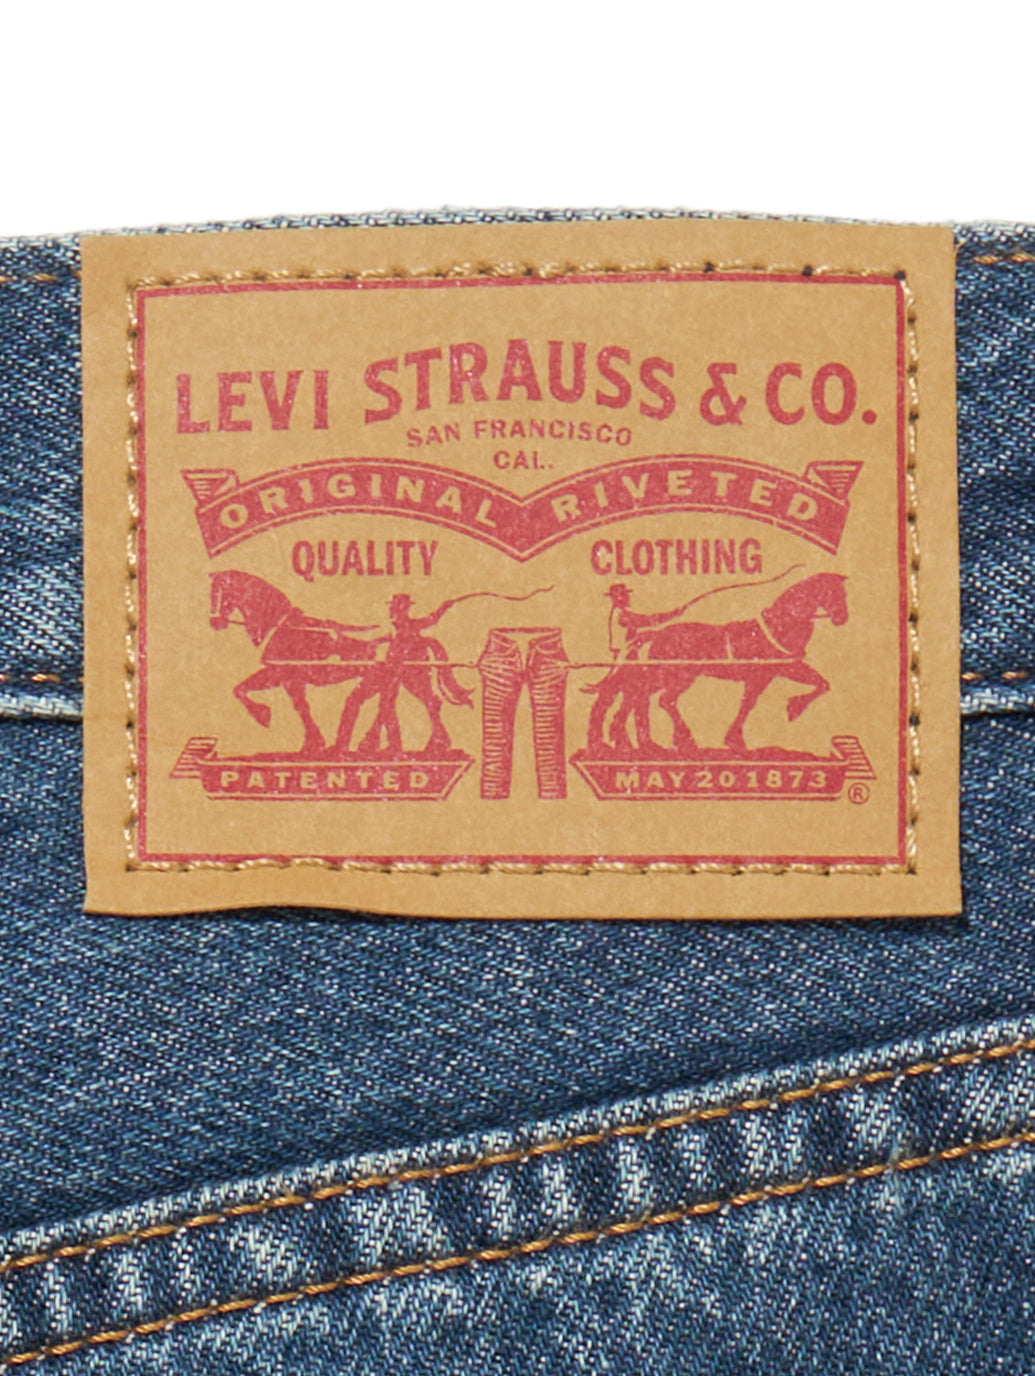 LEVI STRAUSS & CO.
SAN FRANCISCO
CAL.
ORIGINAL RIVETED
QUALITY CLOTHING
PATENTED MAY 20 1873 ®